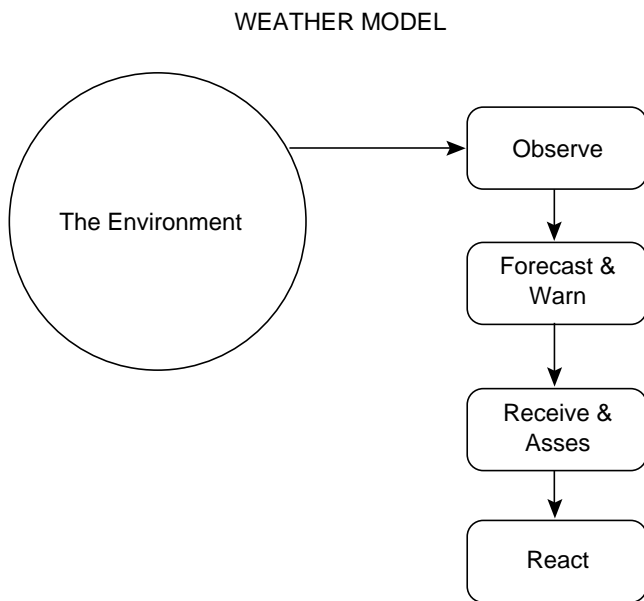 WEATHER MODEL
The Environment
Observe
Forecast &
Warn
Receive &
Asses
React